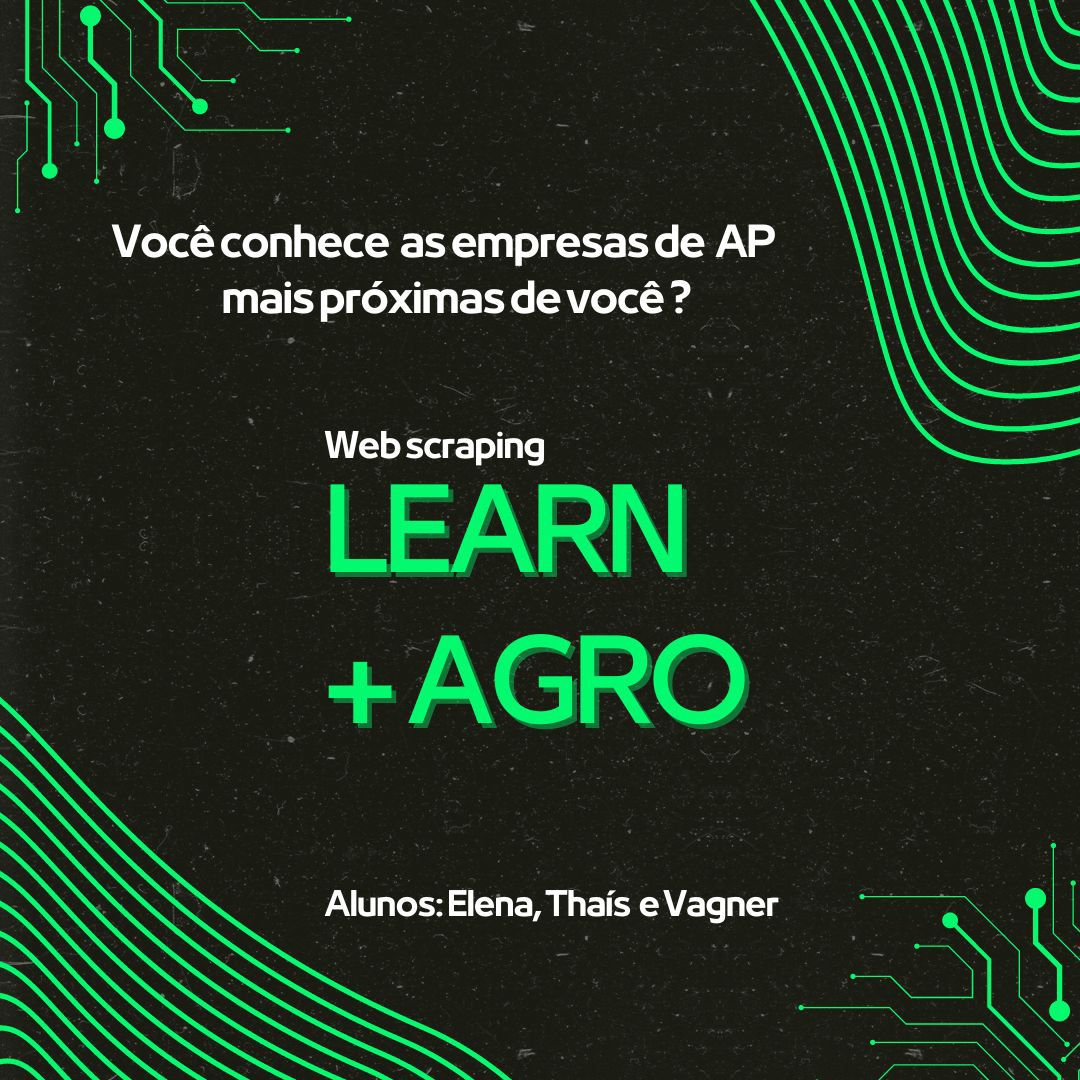 Você conhece as empresas de AP
mais próximas de você ?
Web scraping
LEARN
+ AGRO
Alunos: Elena, Thaís e Vagner